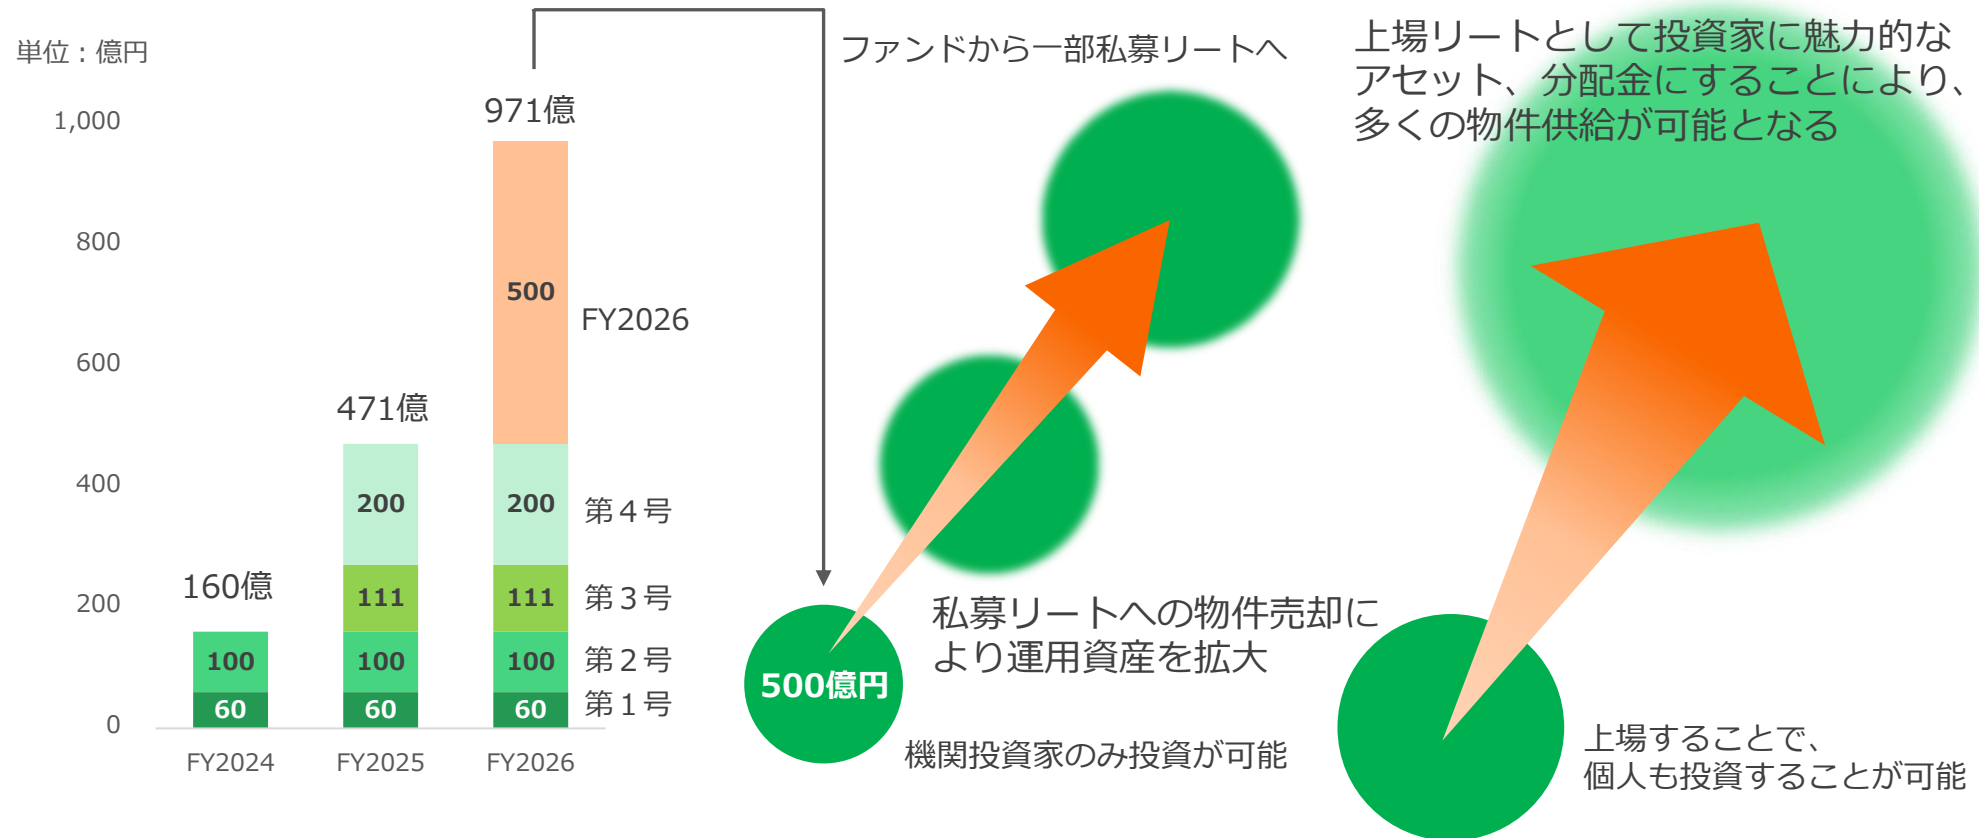 単位：億円
1,000
800
600
400
200
0
160億
100
60
FY2024
471億
200
111
100
60
FY2025
971億
500
200
111
100
60
FY2026
FY2026
第４号
第３号
第２号
第１号
ファンドから一部私募リートへ
500億円
私募リートへの物件売却に
より運用資産を拡大
機関投資家のみ投資が可能
上場リートとして投資家に魅力的な
アセット、分配金にすることにより、
多くの物件供給が可能となる
上場することで、
個人も投資することが可能